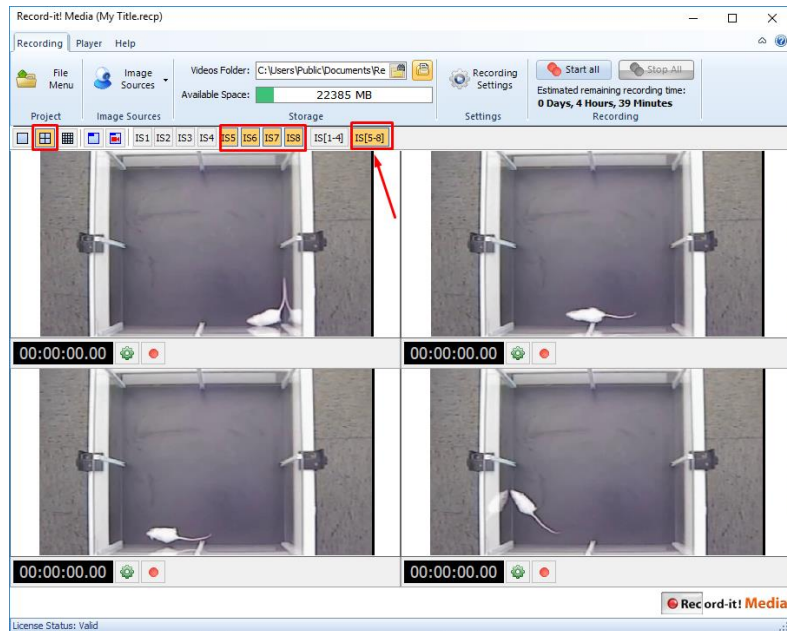 Record-it! Media (My Title.recp)
Recording Player Help
File Menu
Image Sources
Videos Folder: C:\Users\Public\Documents\Re
Available Space: 22385 MB
Recording Settings
Start all Stop All
Estimated remaining recording time:
0 Days, 4 Hours, 39 Minutes
Project Image Sources Storage Settings Recording
IS1 IS2 IS3 IS4 IS5 IS6 IS7 IS8 IS[1-4] IS[5-8]
00:00:00.00 00:00:00.00
00:00:00.00 00:00:00.00
Record-it! Media
License Status: Valid